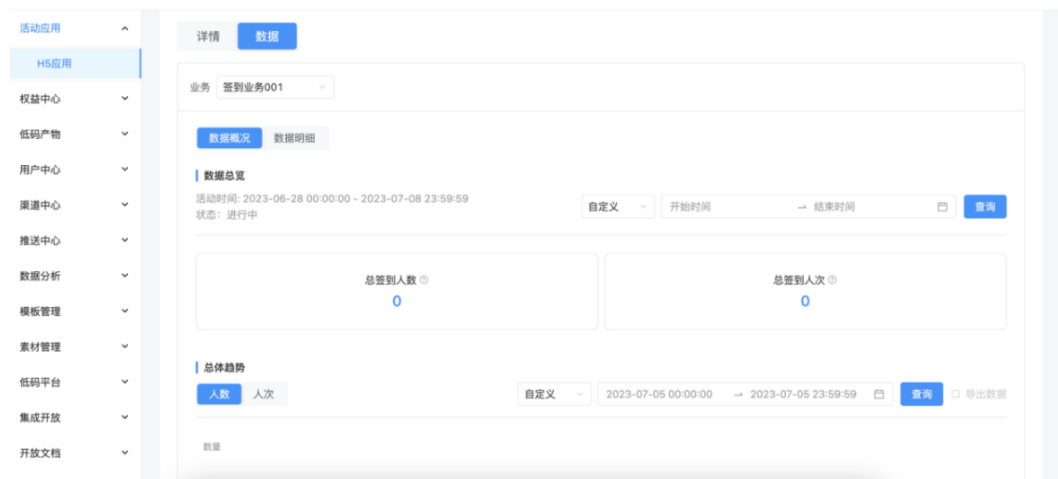 活动应用
H5应用
权益中心
低码产物
用户中心
渠道中心
推送中心
数据分析
模板管理
素材管理
低码平台
集成开放
开放文档
详情 数据
业务 签到业务001
数据概况 数据明细
数据总览
活动时间: 2023-06-28 00:00:00 - 2023-07-08 23:59:59
状态：进行中
自定义 开始时间 → 结束时间 查询
总签到人数 总签到人次
0 0
总体趋势
人数 人次 自定义 2023-07-05 00:00:00 → 2023-07-05 23:59:59 查询 导出数据
数量